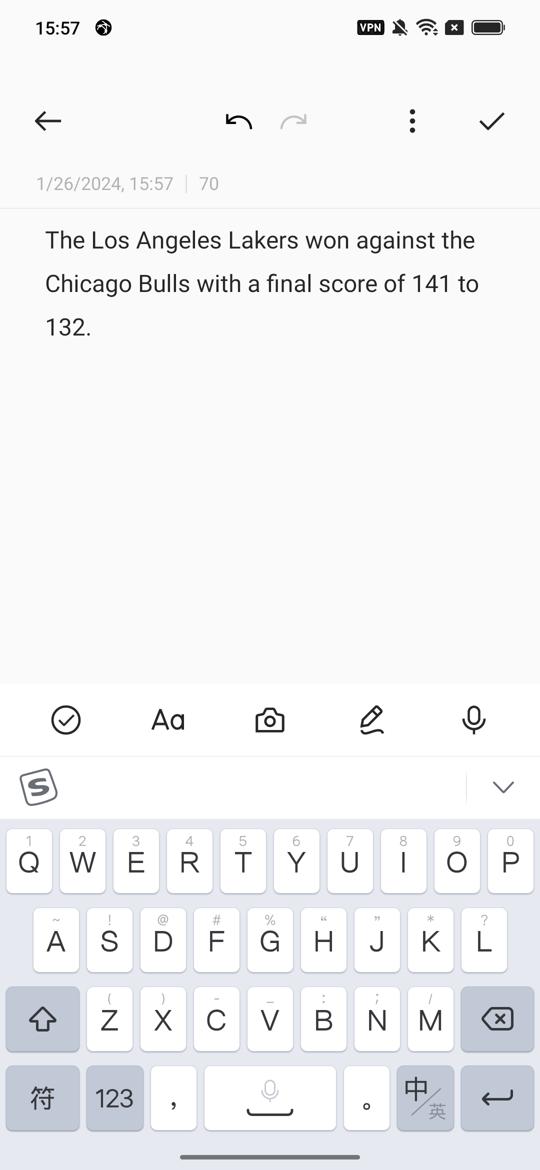 15:57
VPN
1/26/2024, 15:57 | 70
The Los Angeles Lakers won against the
Chicago Bulls with a final score of 141 to
132.
Aa
S
1 2 3 4 5 6 7 8 9 0
Q W E R T Y U I O P
~ ! @ # % “ ” * ?
A S D F G H J K L
( ) - _ : ; /
Z X C V B N M
符 123 , 。 中/英